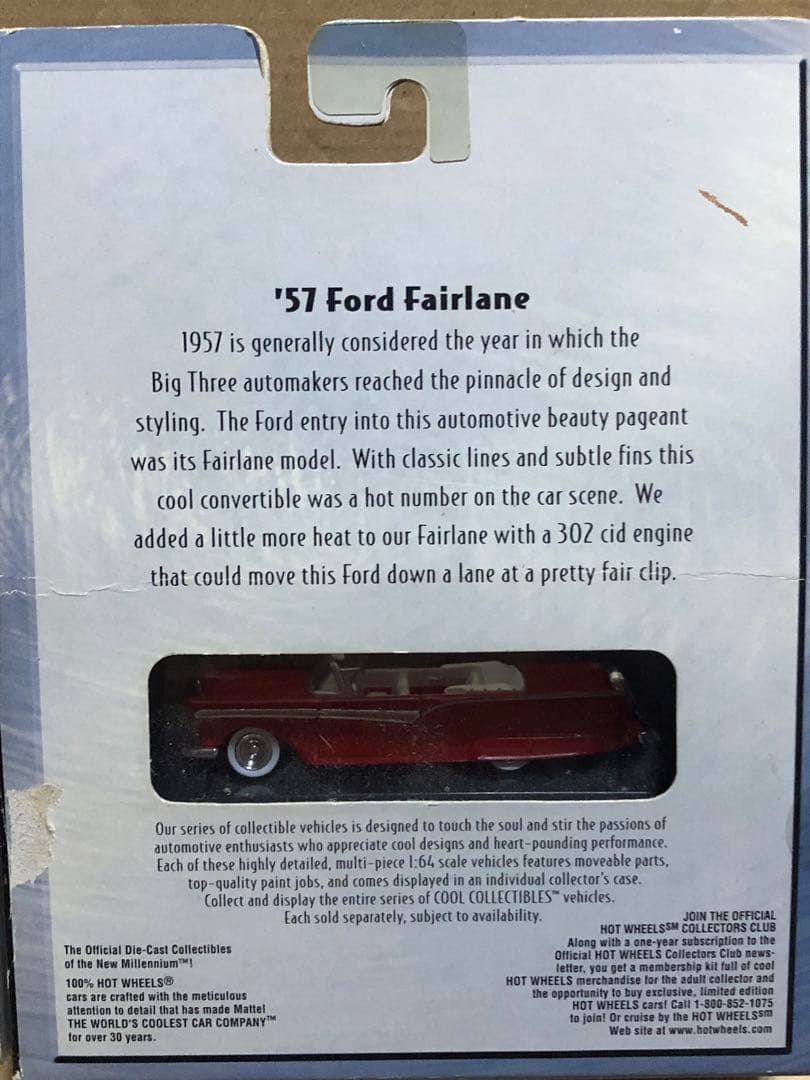 '57 Ford Fairlane
1957 is generally considered the year in which the
Big Three automakers reached the pinnacle of design and
styling. The Ford entry into this automotive beauty pageant
was its Fairlane model. With classic lines and subtle fins this
cool convertible was a hot number on the car scene. We
added a little more heat to our Fairlane with a 302 cid engine
that could move this Ford down a lane at a pretty fair clip.
Our series of collectible vehicles is designed to touch the soul and stir the passions of
automotive enthusiasts who appreciate cool designs and heart-pounding performance.
Each of these highly detailed, multi-piece 1:64 scale vehicles features moveable parts,
top-quality paint jobs, and comes displayed in an individual collector's case.
Collect and display the entire series of COOL COLLECTIBLES™ vehicles.
Each sold separately, subject to availability.
The Official Die-Cast Collectibles
of the New Millennium™!
100% HOT WHEELS®
cars are crafted with the meticulous
attention to detail that has made Mattel
THE WORLD'S COOLEST CAR COMPANY™
for over 30 years.
JOIN THE OFFICIAL
HOT WHEELS℠ COLLECTORS CLUB
Along with a one-year subscription to the
Official HOT WHEELS Collectors Club news-
letter, you get a membership kit full of cool
HOT WHEELS merchandise for the adult collector and
the opportunity to buy exclusive, limited edition
HOT WHEELS cars! Call 1-800-852-1075
to join! Or cruise by the HOT WHEELS℠
Web site at www.hotwheels.com